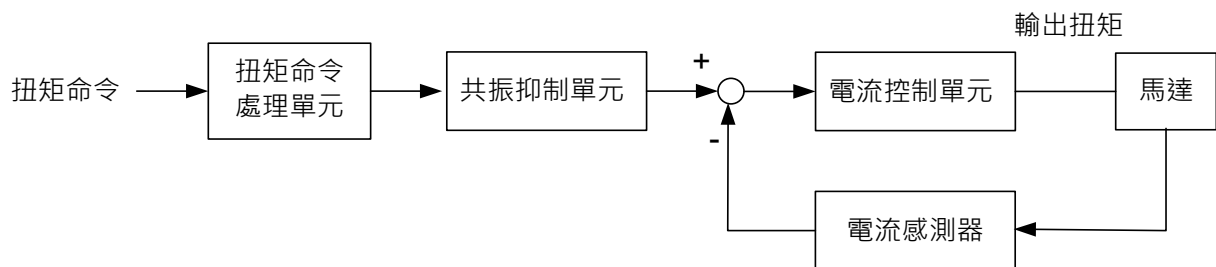 輸出扭矩
扭矩命令
扭矩命令
處理單元
共振抑制單元
+
-
電流控制單元
馬達
電流感測器